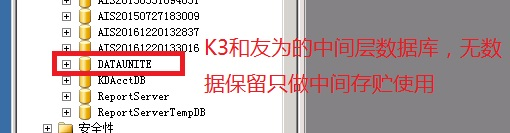 AIS20150727183009
AIS20161220132837
AIS20161220133016
DATAUNITE
KDAcctDB
ReportServer
ReportServerTempDB
安全性
K3和友为的中间层数据库，无数
据保留只做中间存贮使用